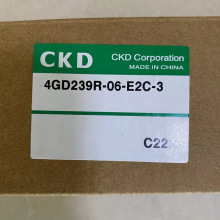 CKD
CKD Corporation
MADE IN CHINA
4GD239R-06-E2C-3
C22